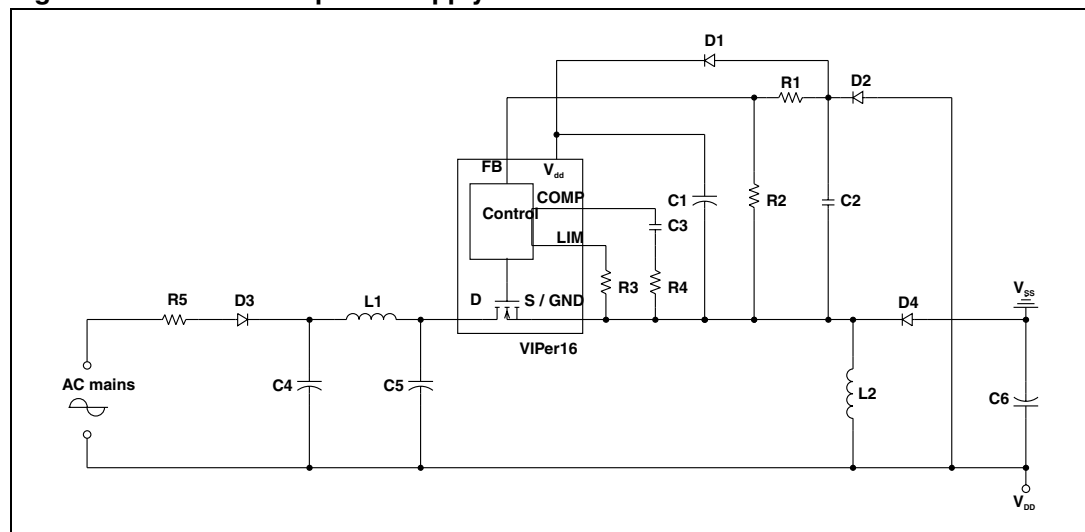 D1
R1
D2
FB
Vdd
COMP
Control
C1
R2
C2
C3
LIM
R3
R4
D
S / GND
VSS
R5
D3
L1
D4
VIPer16
AC mains
C4
C5
L2
C6
VDD